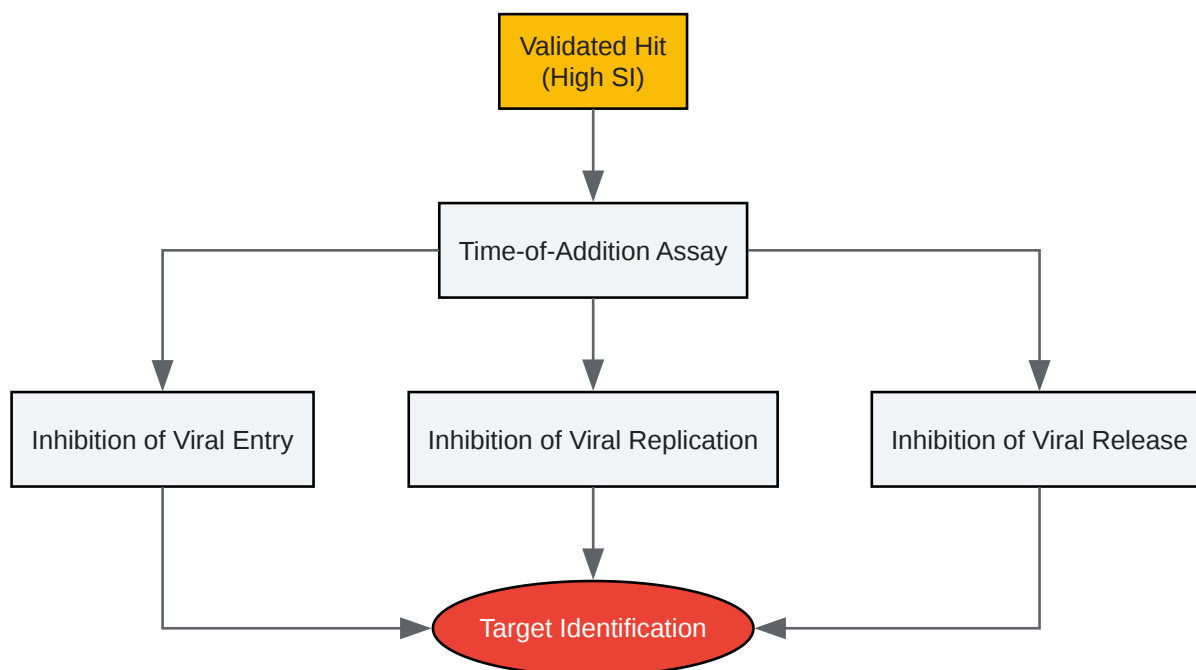 Validated Hit
(High SI)
Time-of-Addition Assay
Inhibition of Viral Entry
Inhibition of Viral Replication
Inhibition of Viral Release
Target Identification